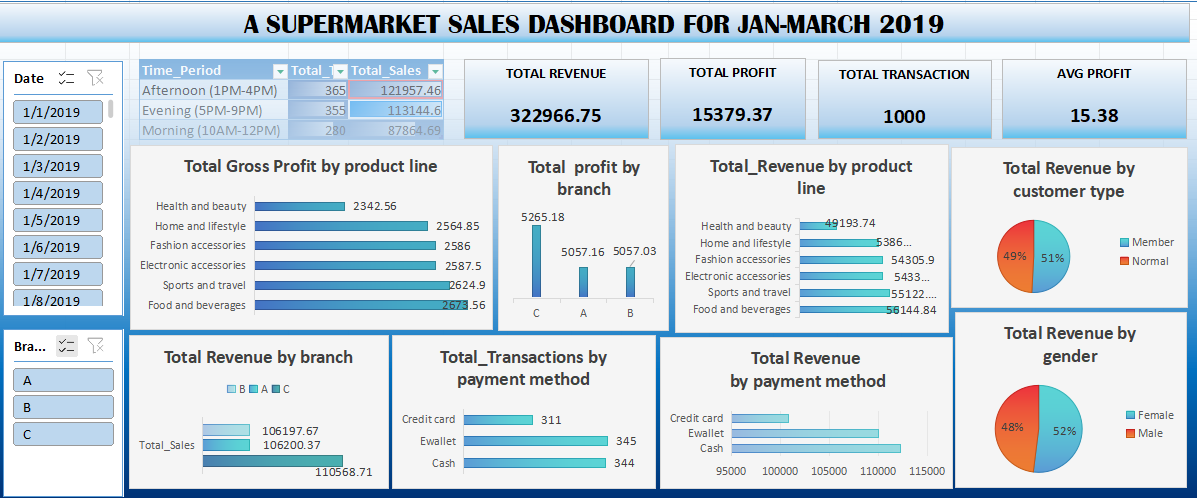 A SUPERMARKET SALES DASHBOARD FOR JAN-MARCH 2019
Date
1/1/2019
1/2/2019
1/3/2019
1/4/2019
1/5/2019
1/6/2019
1/7/2019
1/8/2019
Bra...
A
B
C
Time_Period Total_T Total_Sales
Afternoon (1PM-4PM) 365 121957.46
Evening (5PM-9PM) 355 113144.6
Morning (10AM-12PM) 280 87864.69
TOTAL REVENUE
322966.75
TOTAL PROFIT
15379.37
TOTAL TRANSACTION
1000
AVG PROFIT
15.38
Total Gross Profit by product line
Health and beauty 2342.56
Home and lifestyle 2564.85
Fashion accessories 2586
Electronic accessories 2587.5
Sports and travel 2624.9
Food and beverages 2673.56
Total profit by
branch
5265.18
5057.16 5057.03
C A B
Total_Revenue by product
line
Health and beauty 49193.74
Home and lifestyle 5386...
Fashion accessories 54305.9
Electronic accessories 5433...
Sports and travel 55122....
Food and beverages 56144.84
Total Revenue by
customer type
49% 51%
Member
Normal
Total Revenue by branch
B A C
Total_Sales
106197.67
106200.37
110568.71
Total_Transactions by
payment method
Credit card 311
Ewallet 345
Cash 344
Total Revenue
by payment method
Credit card
Ewallet
Cash
95000 100000 105000 110000 115000
Total Revenue by
gender
48% 52%
Female
Male